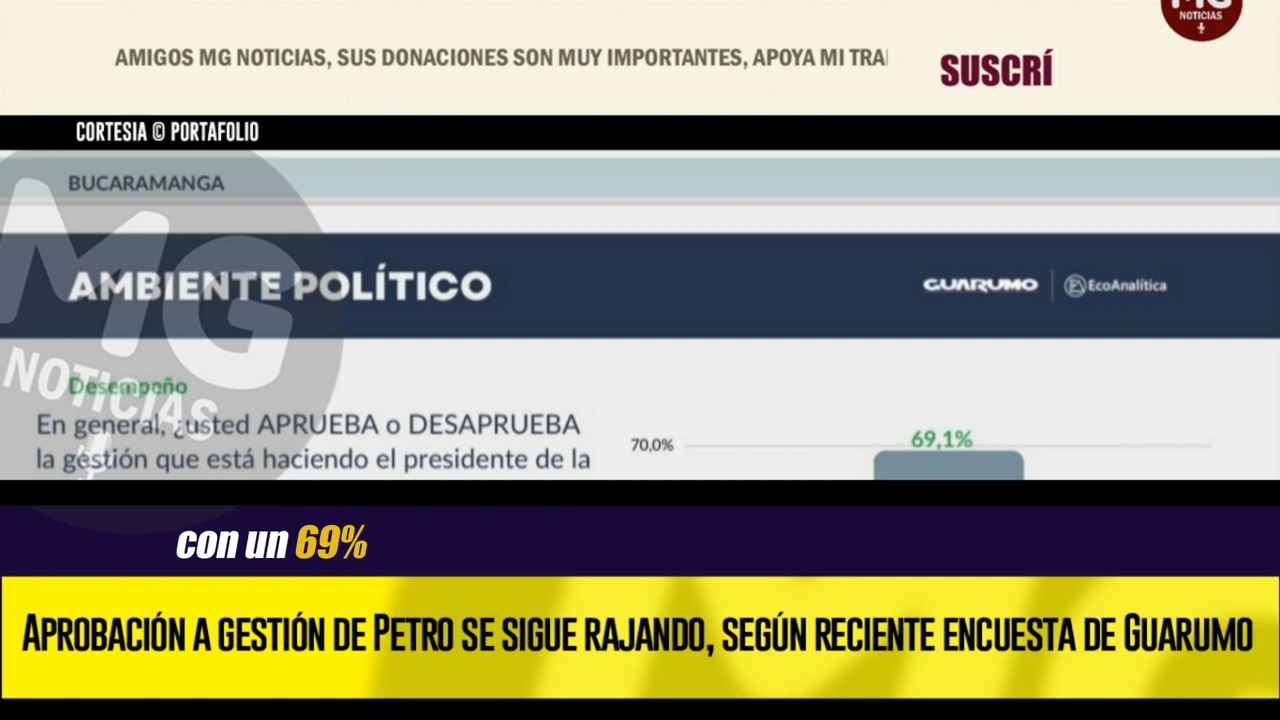 MG
NOTICIAS
AMIGOS MG NOTICIAS, SUS DONACIONES SON MUY IMPORTANTES, APOYA MI
SUSCRÍ
CORTESIA © PORTAFOLIO
BUCARAMANGA
AMBIENTE POLÍTICO
GUARUMO
EcoAnalítica
MG
NOTICIAS
Desempeño
En general, ¿usted APRUEBA o DESAPRUEBA
la gestión que está haciendo el presidente de la
70,0%
69,1%
con un 69%
APROBACIÓN A GESTIÓN DE PETRO SE SIGUE RAJANDO, SEGÚN RECIENTE ENCUESTA DE GUARUMO